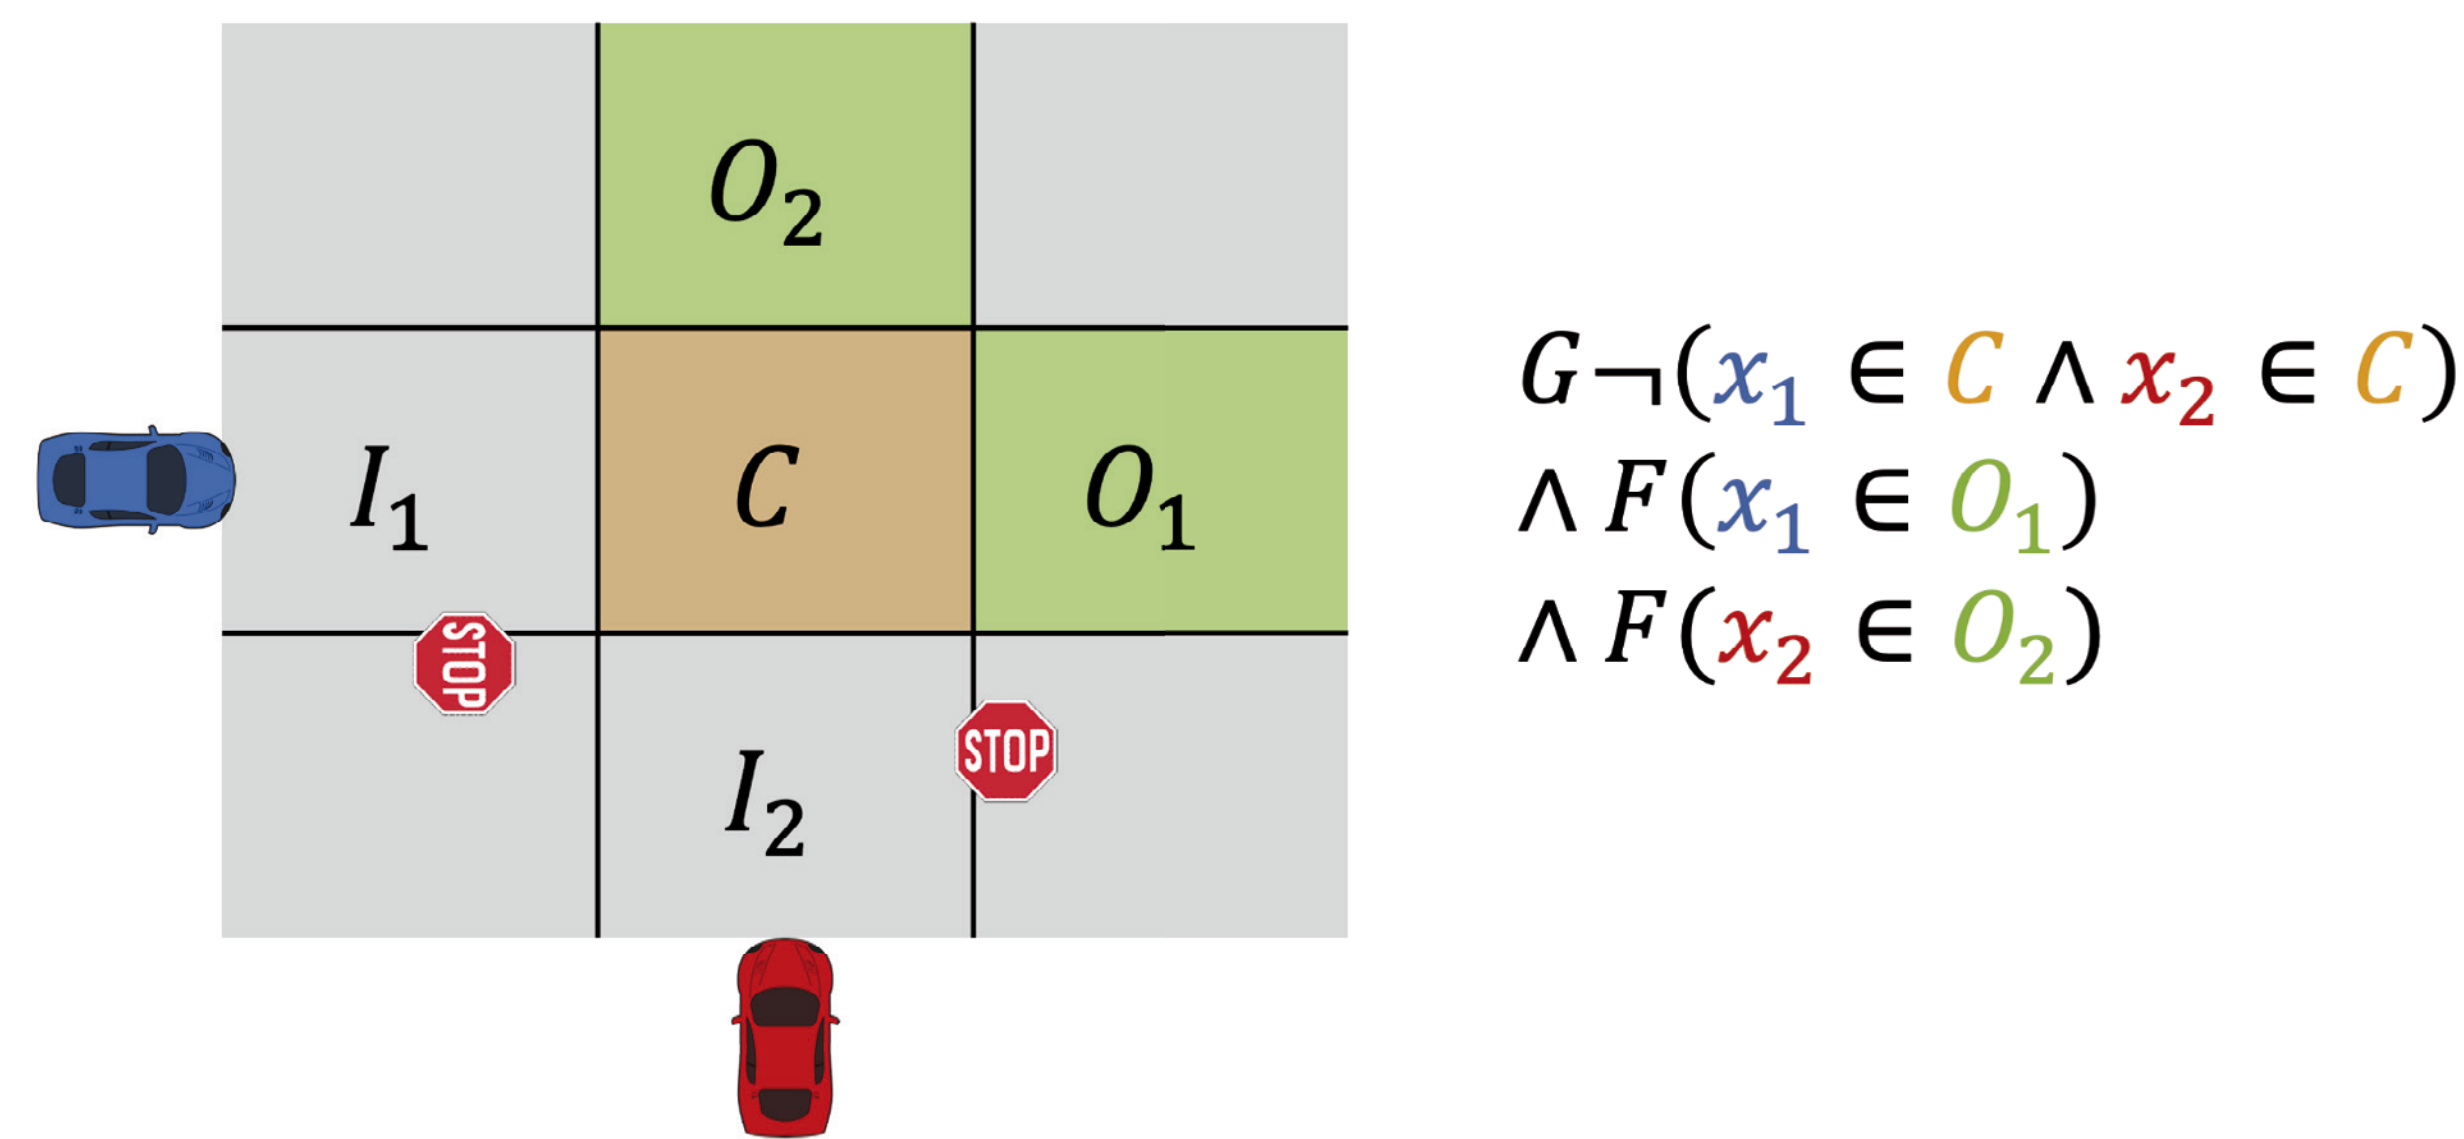 O₂
I₁ C O₁
STOP
STOP
I₂
G¬(x₁ ∈ C ∧ x₂ ∈ C)
∧ F(x₁ ∈ O₁)
∧ F(x₂ ∈ O₂)